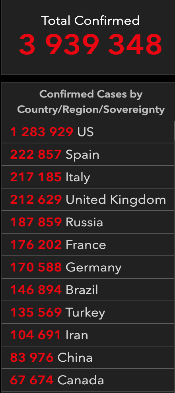 Total Confirmed
3 939 348
Confirmed Cases by
Country/Region/Sovereignty
1 283 929 US
222 857 Spain
217 185 Italy
212 629 United Kingdom
187 859 Russia
176 202 France
170 588 Germany
146 894 Brazil
135 569 Turkey
104 691 Iran
83 976 China
67 674 Canada